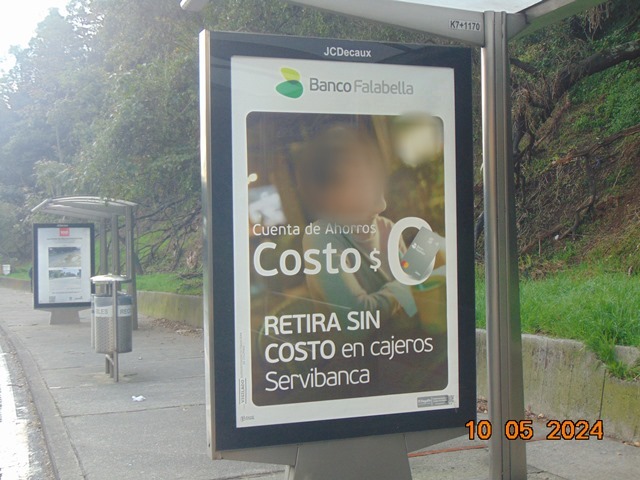 K7+1170
JCDecaux
Banco Falabella
Cuenta de Ahorros
Costo $0
RETIRA SIN
COSTO en cajeros
Servibanca
10 05 2024